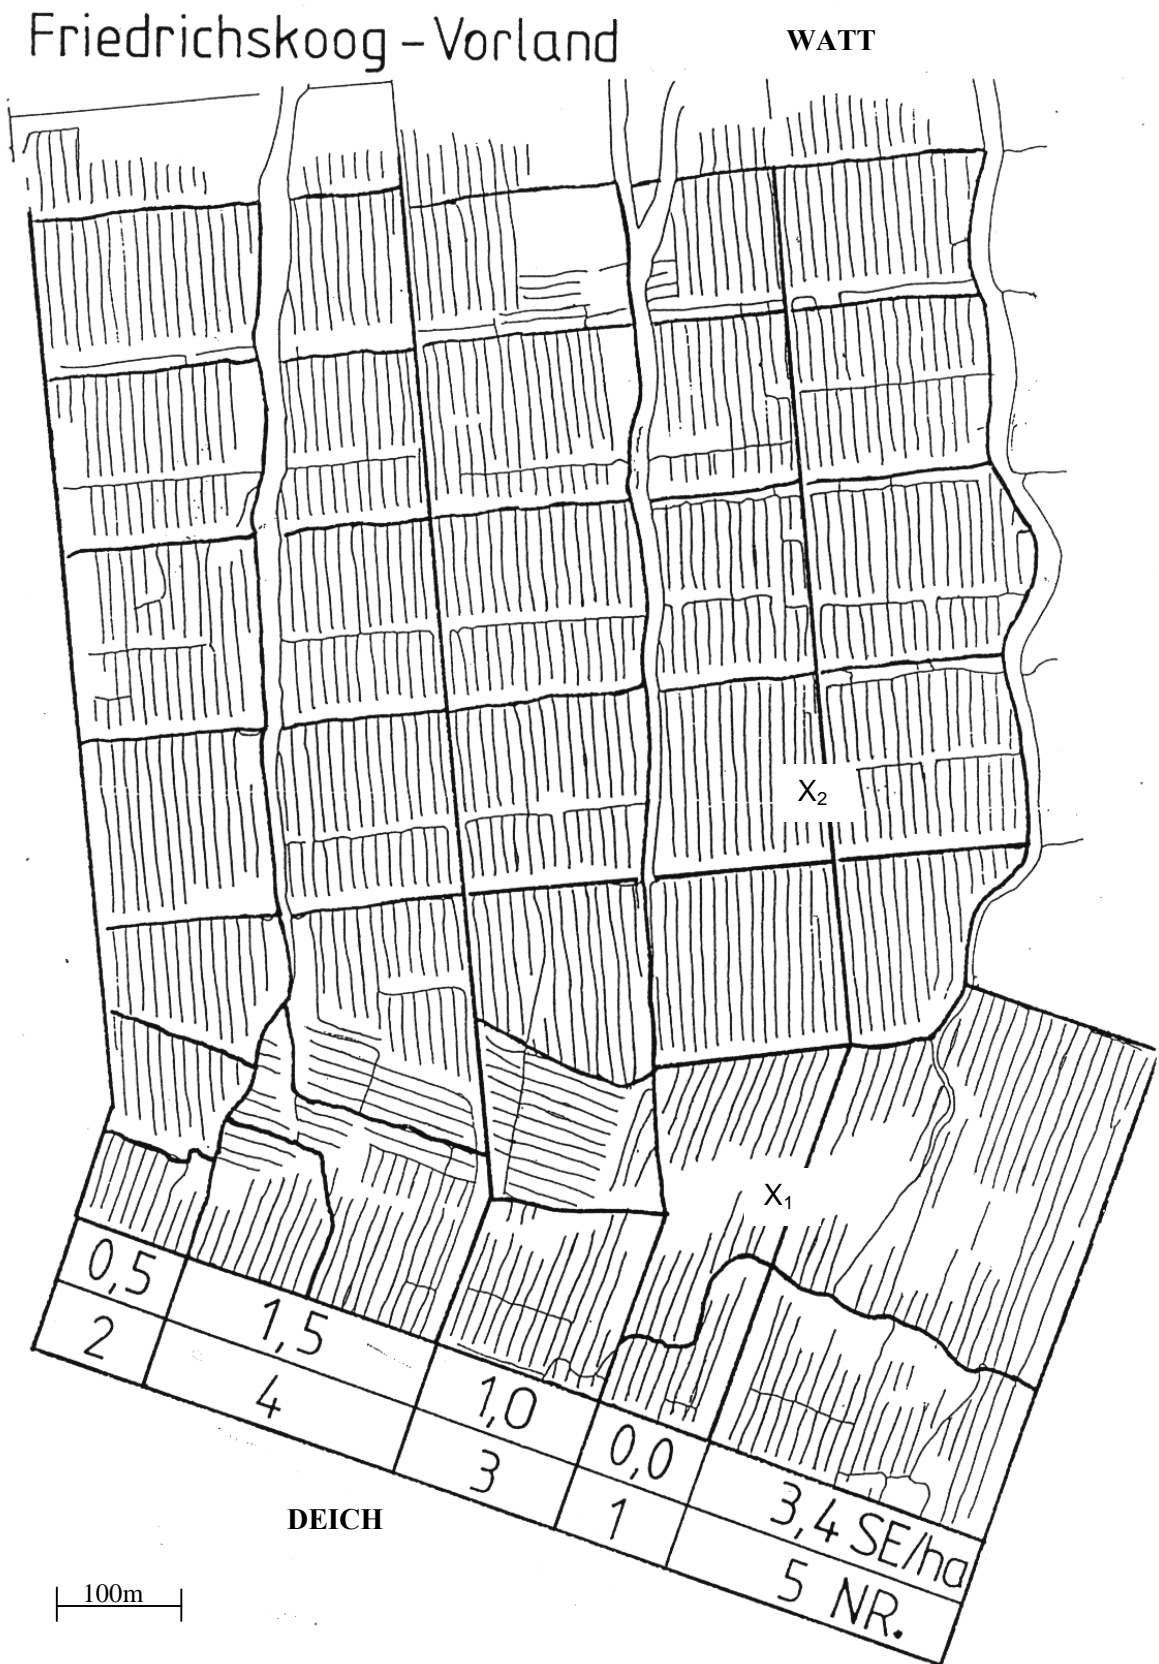 Friedrichskoog – Vorland
WATT
X₂
X₁
0,5
1,5
1,0
0,0
3,4 SE/ha
2
4
3
1
5 NR.
DEICH
100m